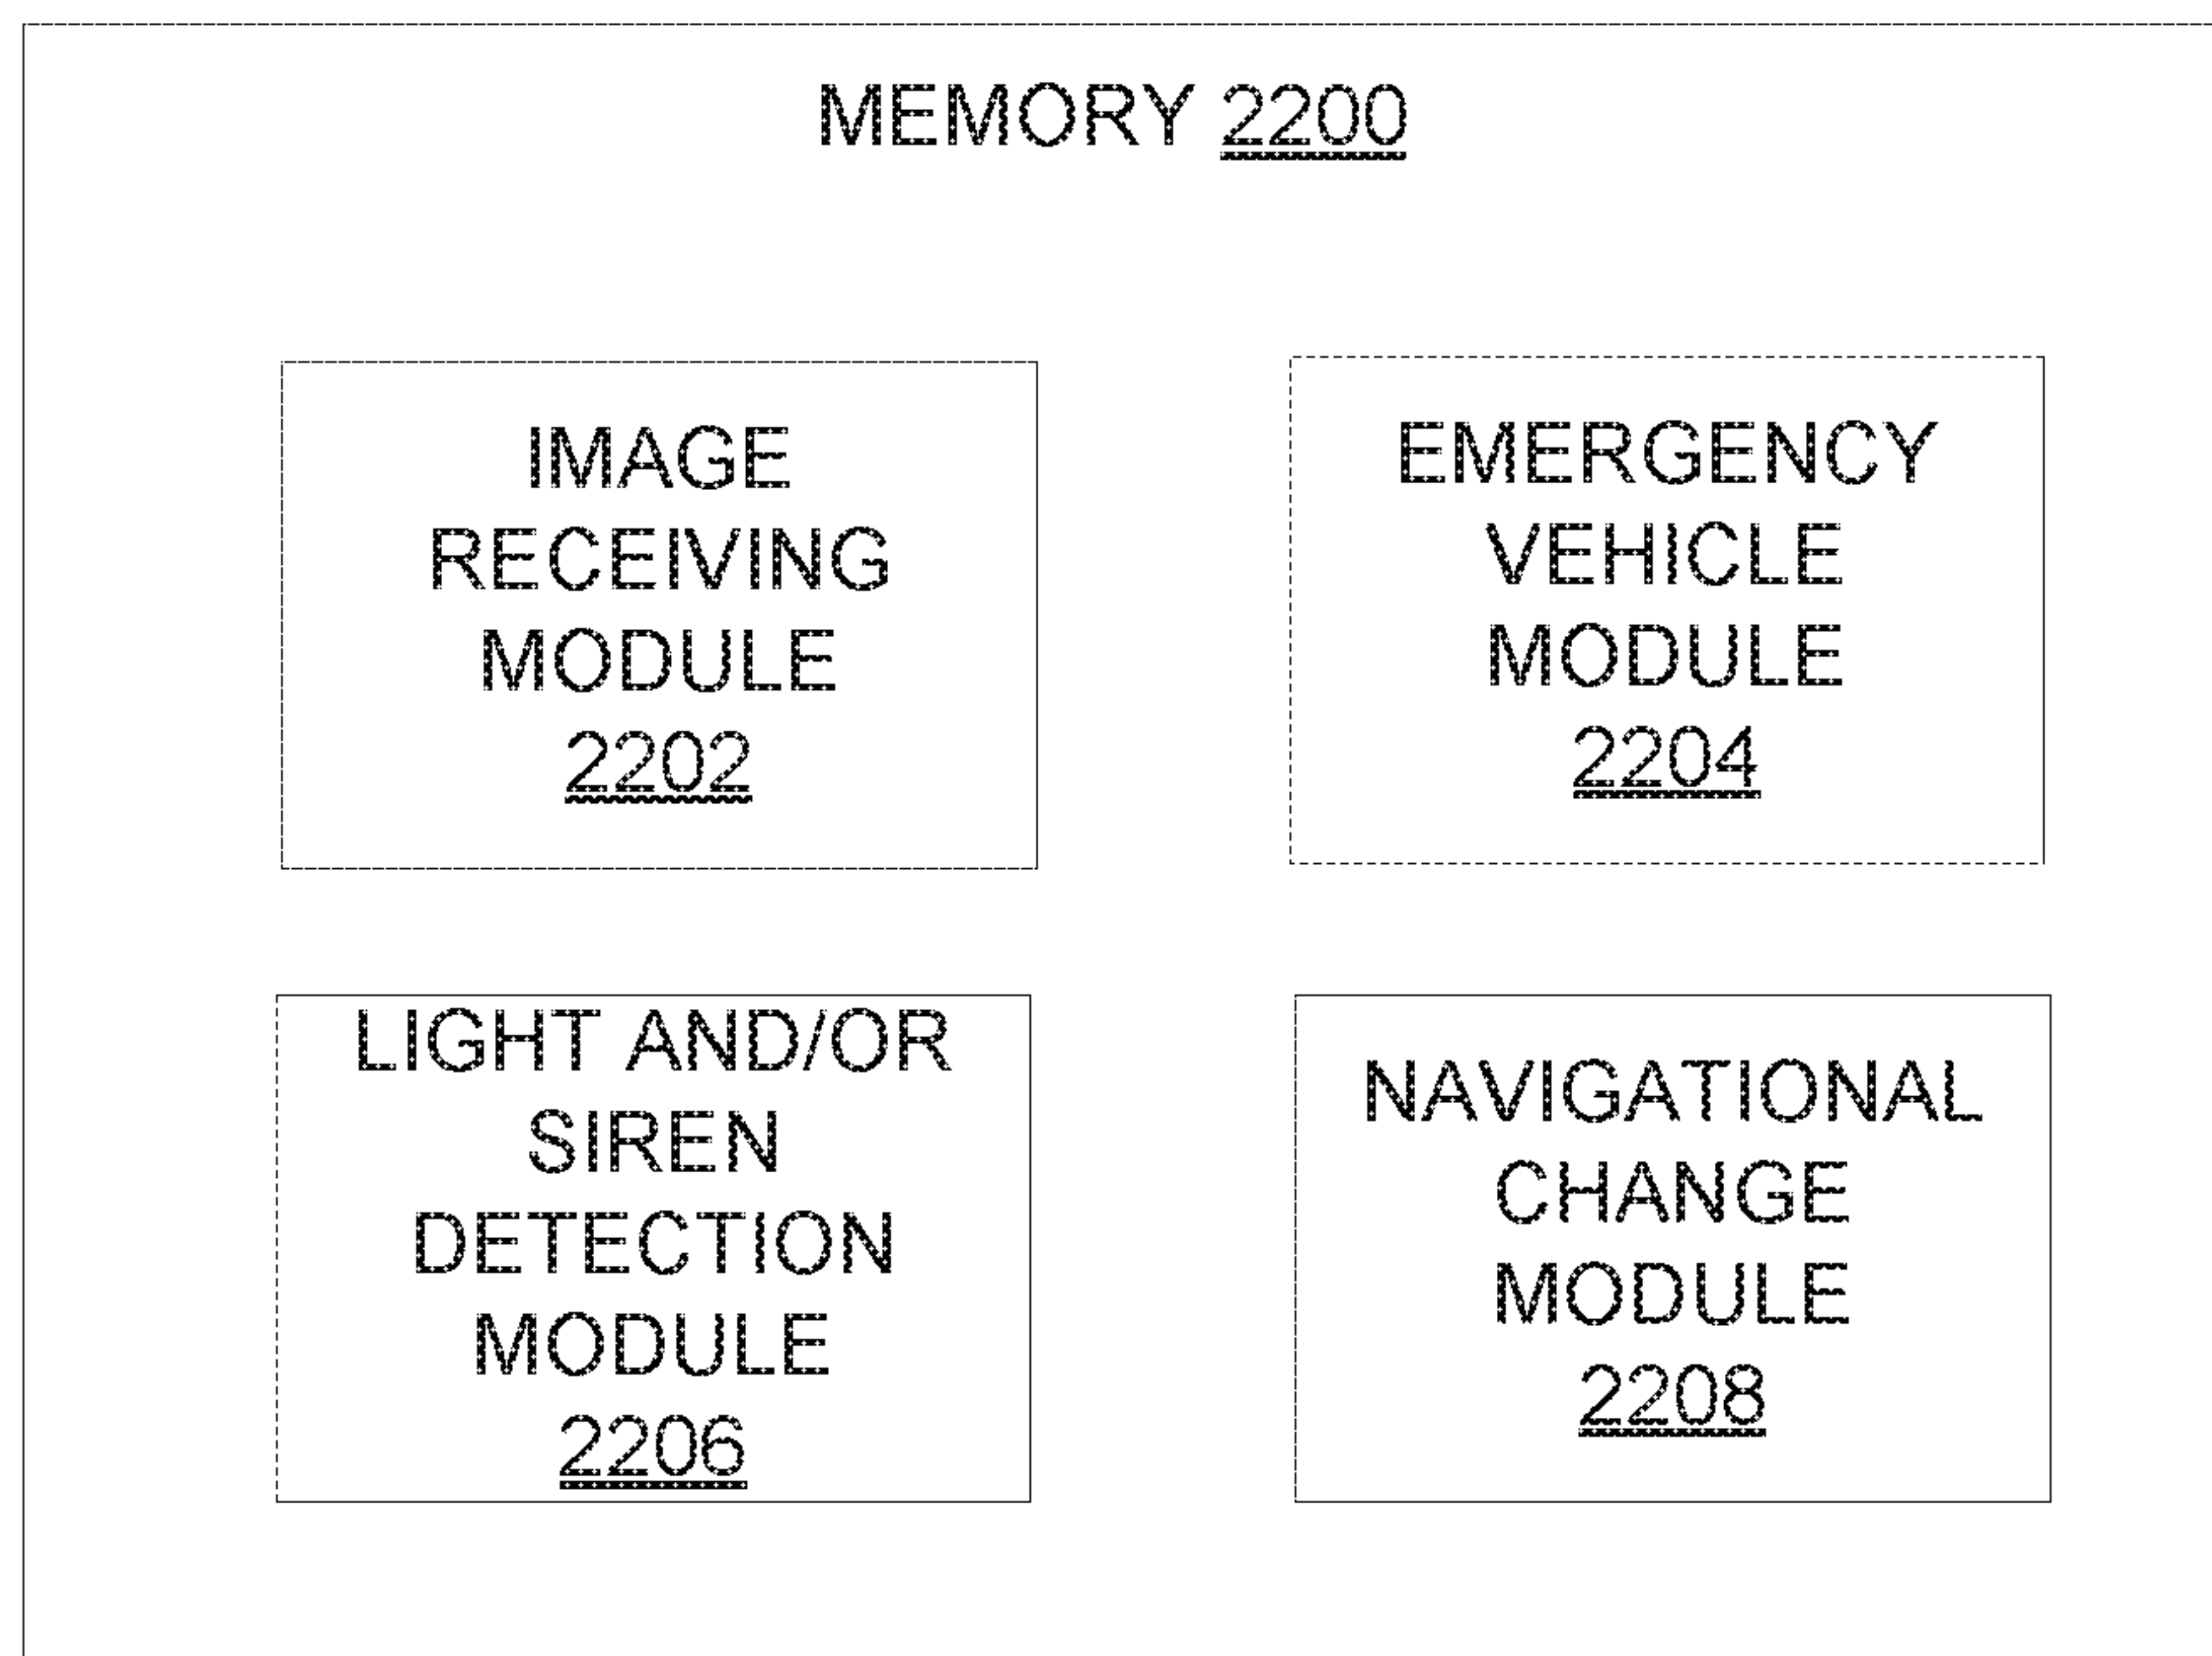 MEMORY 2200
IMAGE
RECEIVING
MODULE
2202
EMERGENCY
VEHICLE
MODULE
2204
LIGHT AND/OR
SIREN
DETECTION
MODULE
2206
NAVIGATIONAL
CHANGE
MODULE
2208